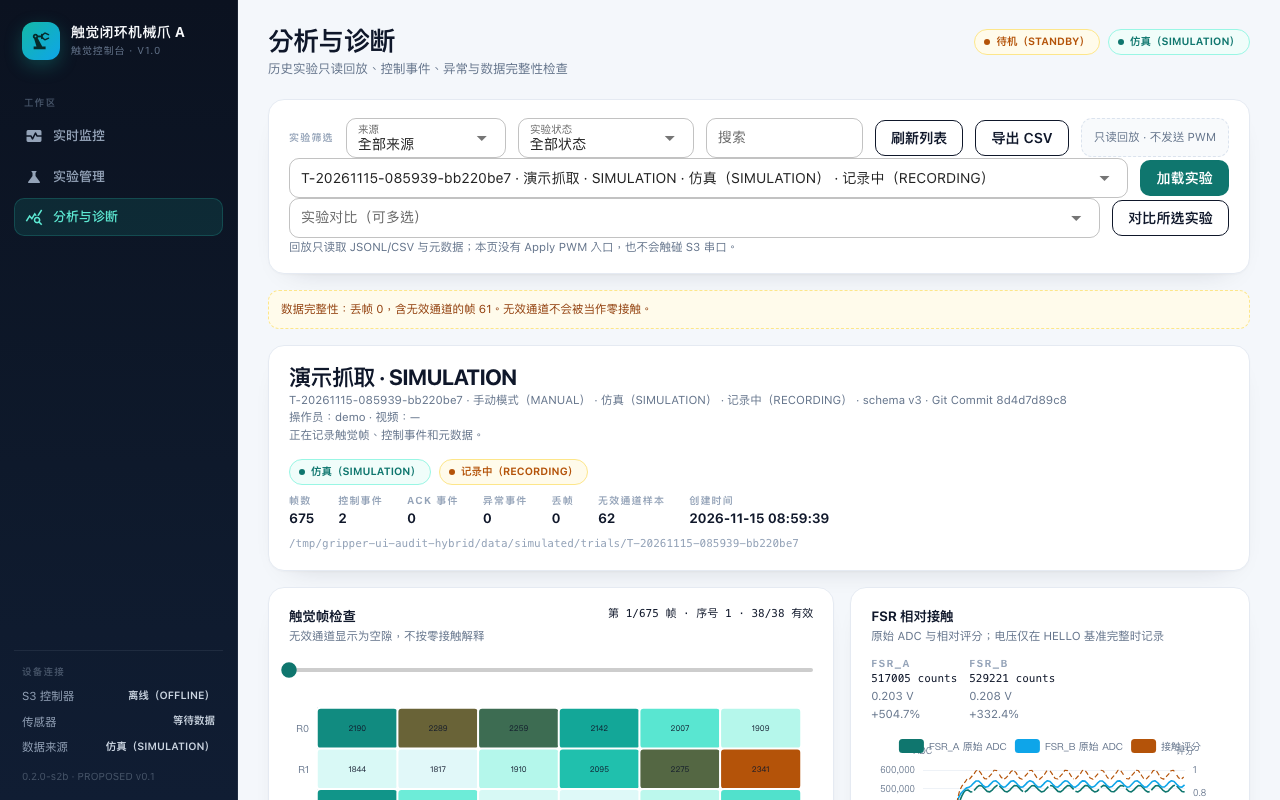 触觉闭环机械爪 A
触觉控制台 · V1.0
工作区
实时监控
实验管理
分析与诊断
设备连接
S3 控制器 离线（OFFLINE）
传感器 等待数据
数据来源 仿真（SIMULATION）
0.2.0-s2b · PROPOSED v0.1
分析与诊断
历史实验只读回放、控制事件、异常与数据完整性检查
待机（STANDBY） 仿真（SIMULATION）
实验筛选 来源 全部来源 实验状态 全部状态 搜索 刷新列表 导出 CSV 只读回放 · 不发送 PWM
T-20261115-085939-bb220be7 · 演示抓取 · SIMULATION · 仿真（SIMULATION） · 记录中（RECORDING） 加载实验
实验对比（可多选） 对比所选实验
回放只读取 JSONL/CSV 与元数据；本页没有 Apply PWM 入口，也不会触碰 S3 串口。
数据完整性：丢帧 0，含无效通道的帧 61。无效通道不会被当作零接触。
演示抓取 · SIMULATION
T-20261115-085939-bb220be7 · 手动模式（MANUAL） · 仿真（SIMULATION） · 记录中（RECORDING） · schema v3 · Git Commit 8d4d7d89c8
操作员：demo · 视频：—
正在记录触觉帧、控制事件和元数据。
仿真（SIMULATION） 记录中（RECORDING）
帧数 控制事件 ACK 事件 异常事件 丢帧 无效通道样本 创建时间
675 2 0 0 0 62 2026-11-15 08:59:39
/tmp/gripper-ui-audit-hybrid/data/simulated/trials/T-20261115-085939-bb220be7
触觉帧检查 第 1/675 帧 · 序号 1 · 38/38 有效
无效通道显示为空隙，不按零接触解释
R0 2190 2269 2259 2142 2007 1909
R1 1844 1817 1910 2095 2275 2341
FSR 相对接触
原始 ADC 与相对评分；电压仅在 HELLO 基准完整时记录
FSR_A FSR_B
517005 counts 529221 counts
0.203 V 0.208 V
+504.7% +332.4%
FSR_A 原始 ADC FSR_B 原始 ADC 接触评分
ADC 评分
600,000 1
500,000 0.8